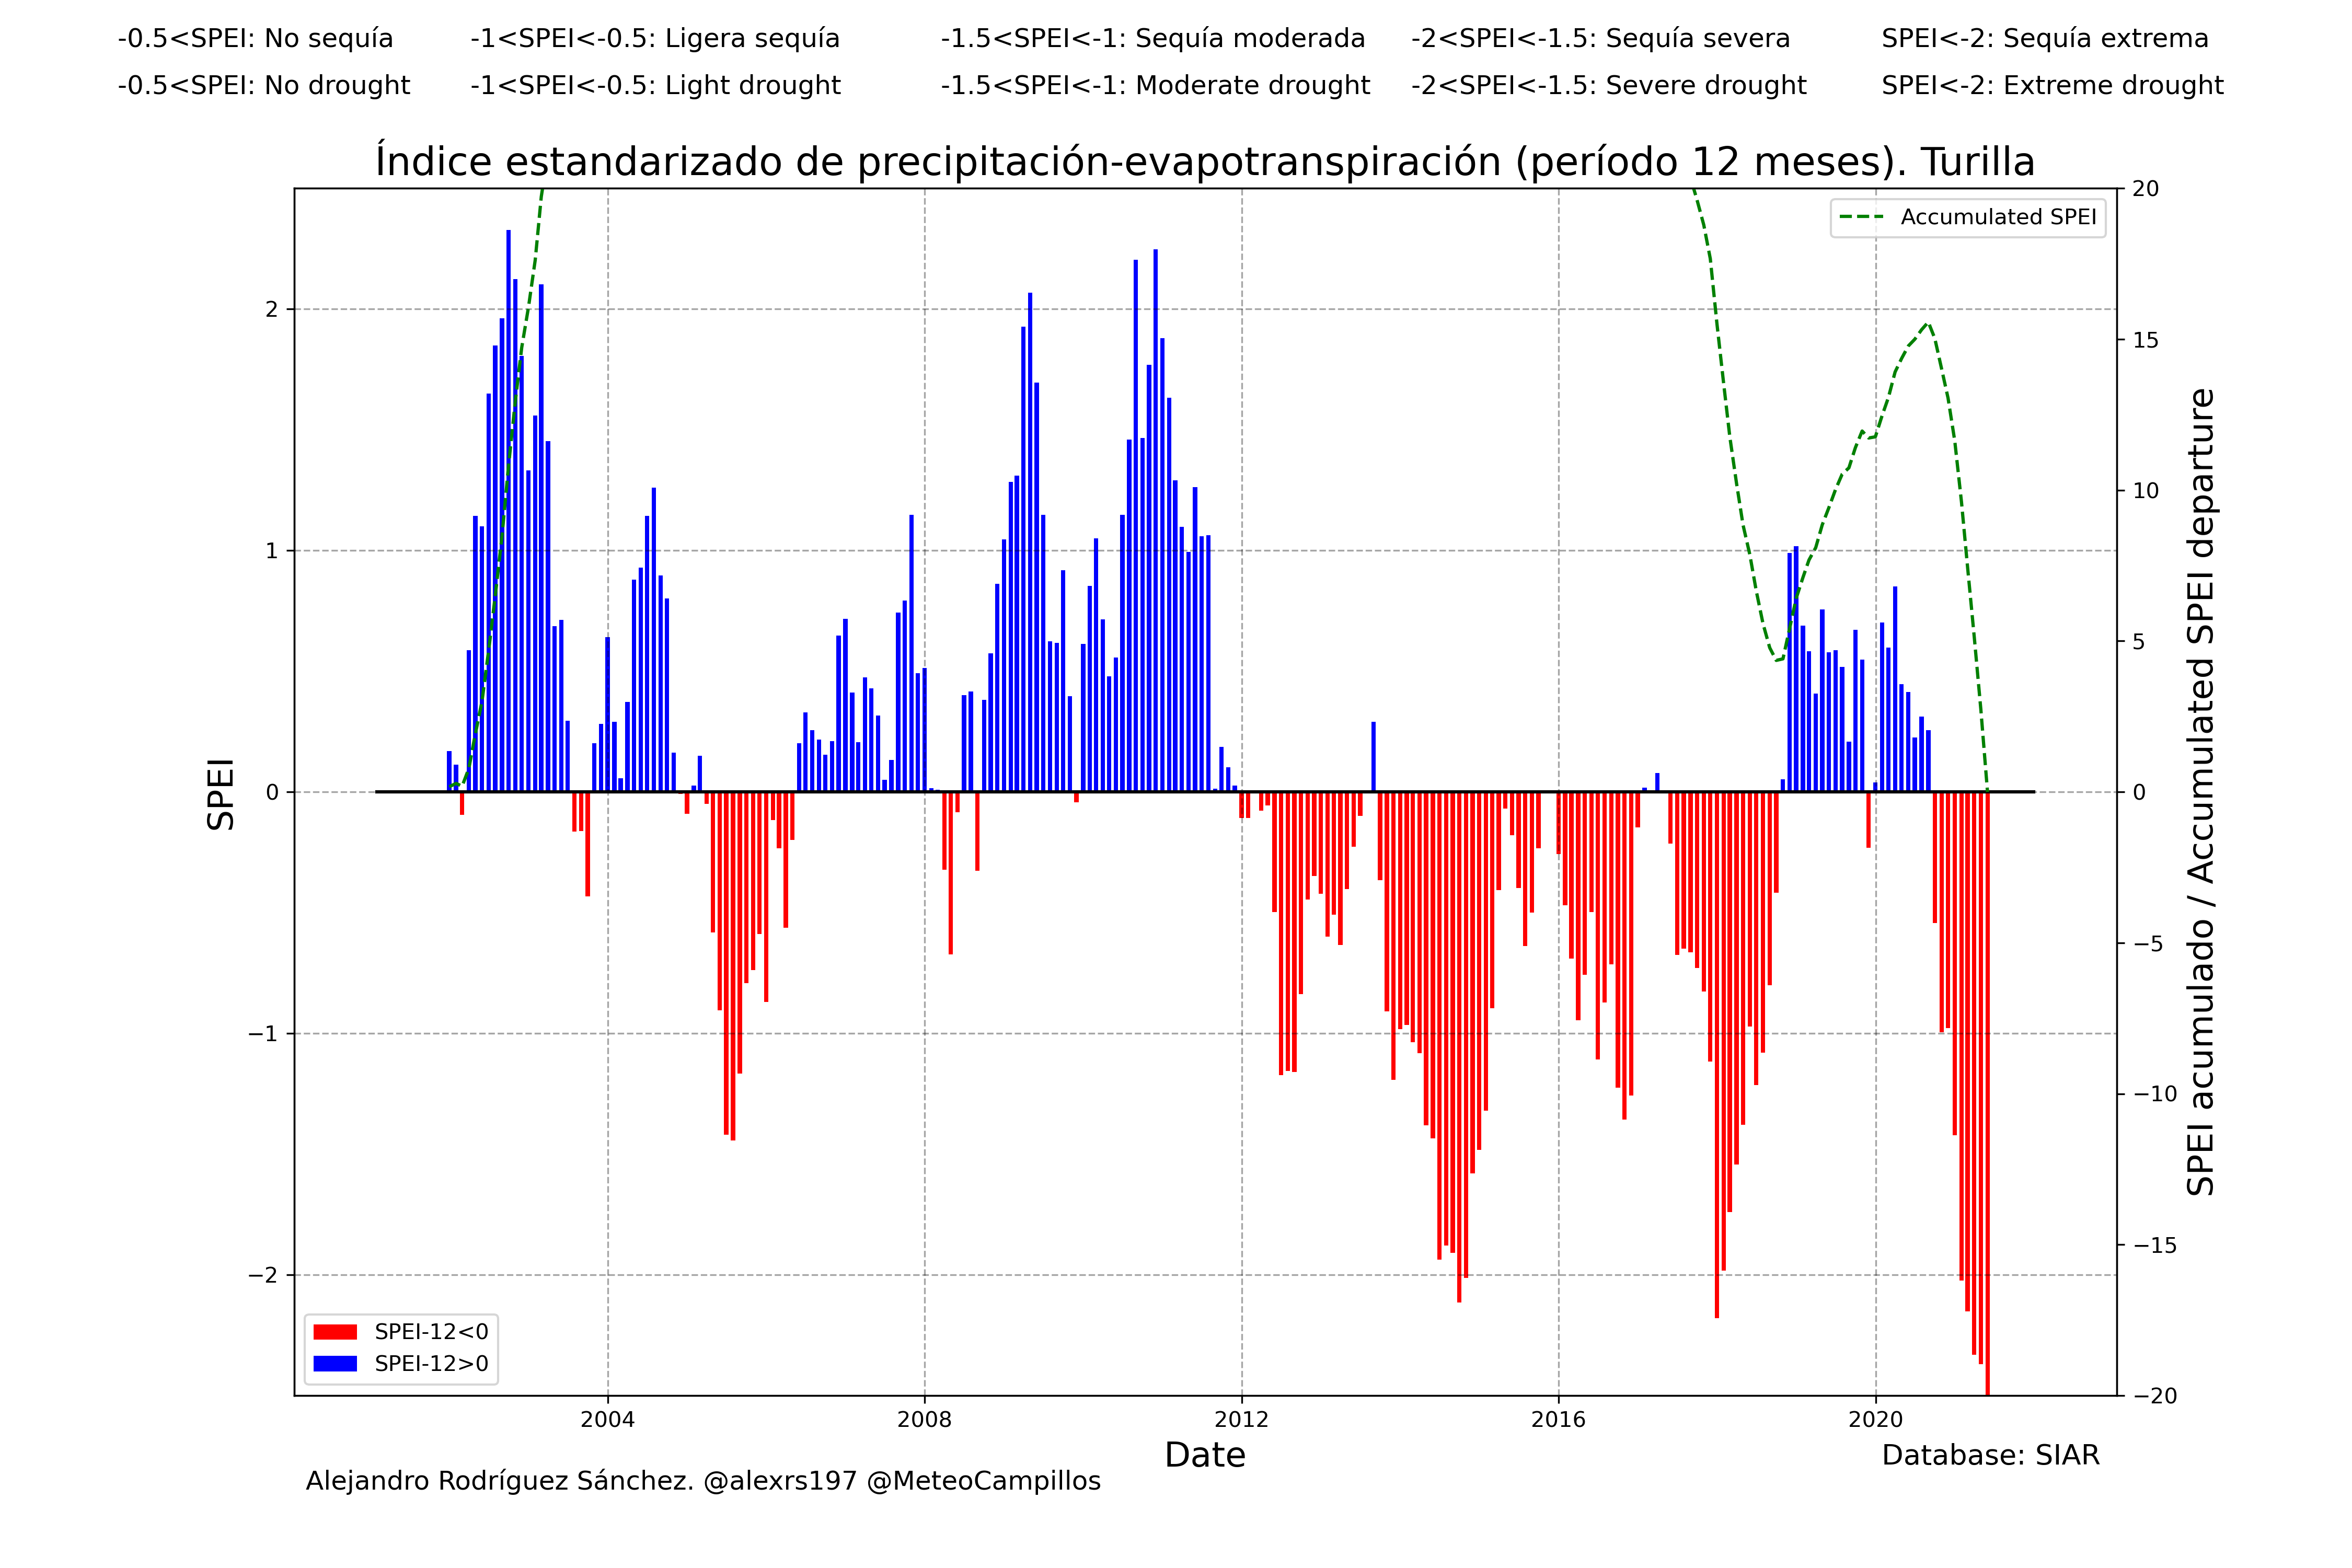 -0.5<SPEI: No sequía -1<SPEI<-0.5: Ligera sequía -1.5<SPEI<-1: Sequía moderada -2<SPEI<-1.5: Sequía severa SPEI<-2: Sequía extrema
-0.5<SPEI: No drought -1<SPEI<-0.5: Light drought -1.5<SPEI<-1: Moderate drought -2<SPEI<-1.5: Severe drought SPEI<-2: Extreme drought
Índice estandarizado de precipitación-evapotranspiración (período 12 meses). Turilla
Accumulated SPEI
SPEI
2
1
0
−1
−2
20
15
10
5
0
−5
−10
−15
−20
SPEI acumulado / Accumulated SPEI departure
SPEI-12<0
SPEI-12>0
2004 2008 2012 2016 2020
Date
Database: SIAR
Alejandro Rodríguez Sánchez. @alexrs197 @MeteoCampillos